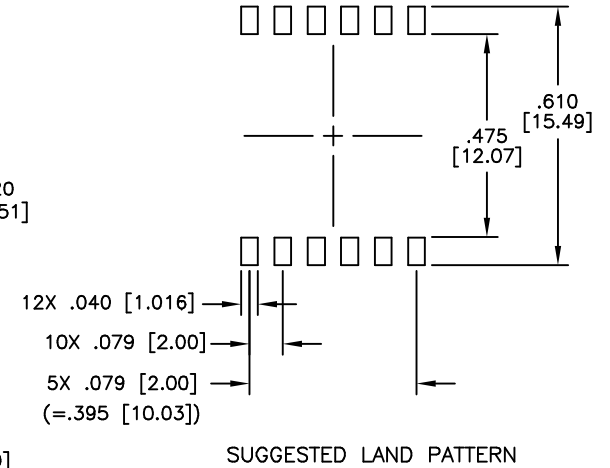 .610
[15.49]
.475
[12.07]
20
51]
12X .040 [1.016]
10X .079 [2.00]
5X .079 [2.00]
(=.395 [10.03])
]
SUGGESTED LAND PATTERN